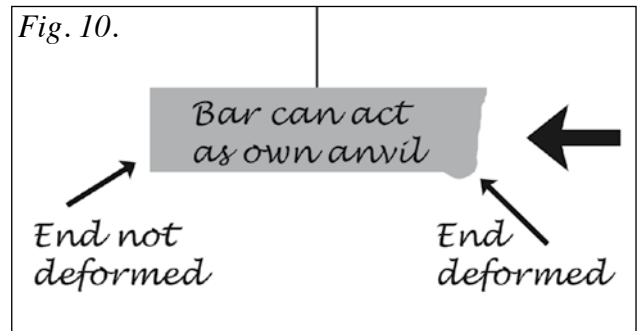 Fig. 10.
Bar can act
as own anvil
End not
deformed
End
deformed